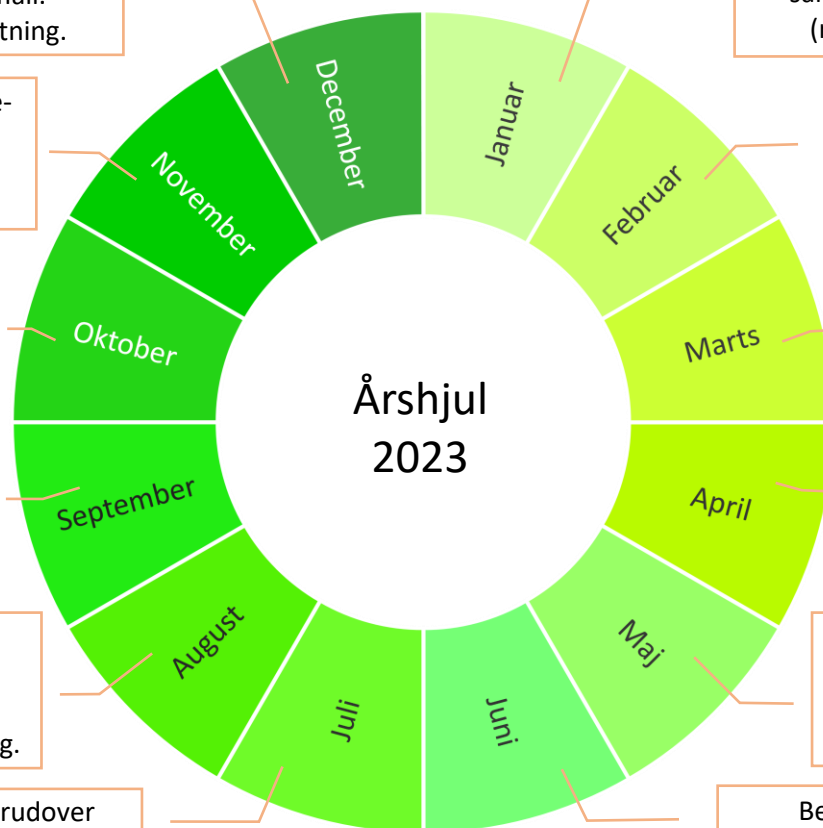 tning.
(r
e-
December
Januar
November
Februar
Oktober
Marts
Årshjul
2023
September
April
August
Maj
Juli
Juni
g.
rudover
Be